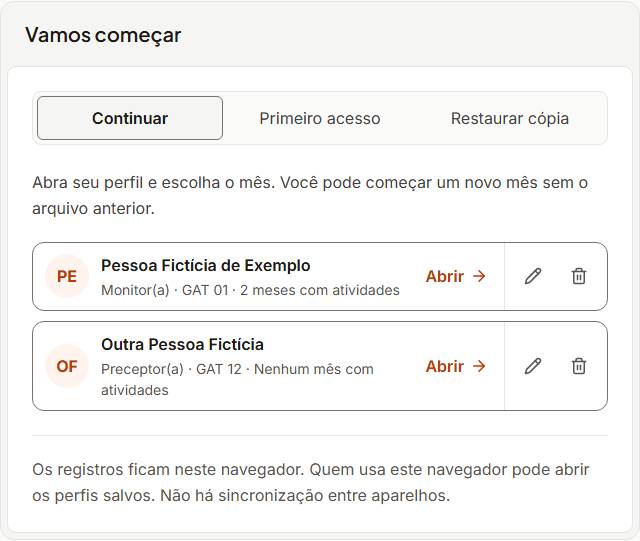 Vamos começar
Continuar
Primeiro acesso
Restaurar cópia
Abra seu perfil e escolha o mês. Você pode começar um novo mês sem o
arquivo anterior.
PE
Pessoa Fictícia de Exemplo
Monitor(a) · GAT 01 · 2 meses com atividades
Abrir →
OF
Outra Pessoa Fictícia
Preceptor(a) · GAT 12 · Nenhum mês com
atividades
Abrir →
Os registros ficam neste navegador. Quem usa este navegador pode abrir
os perfis salvos. Não há sincronização entre aparelhos.